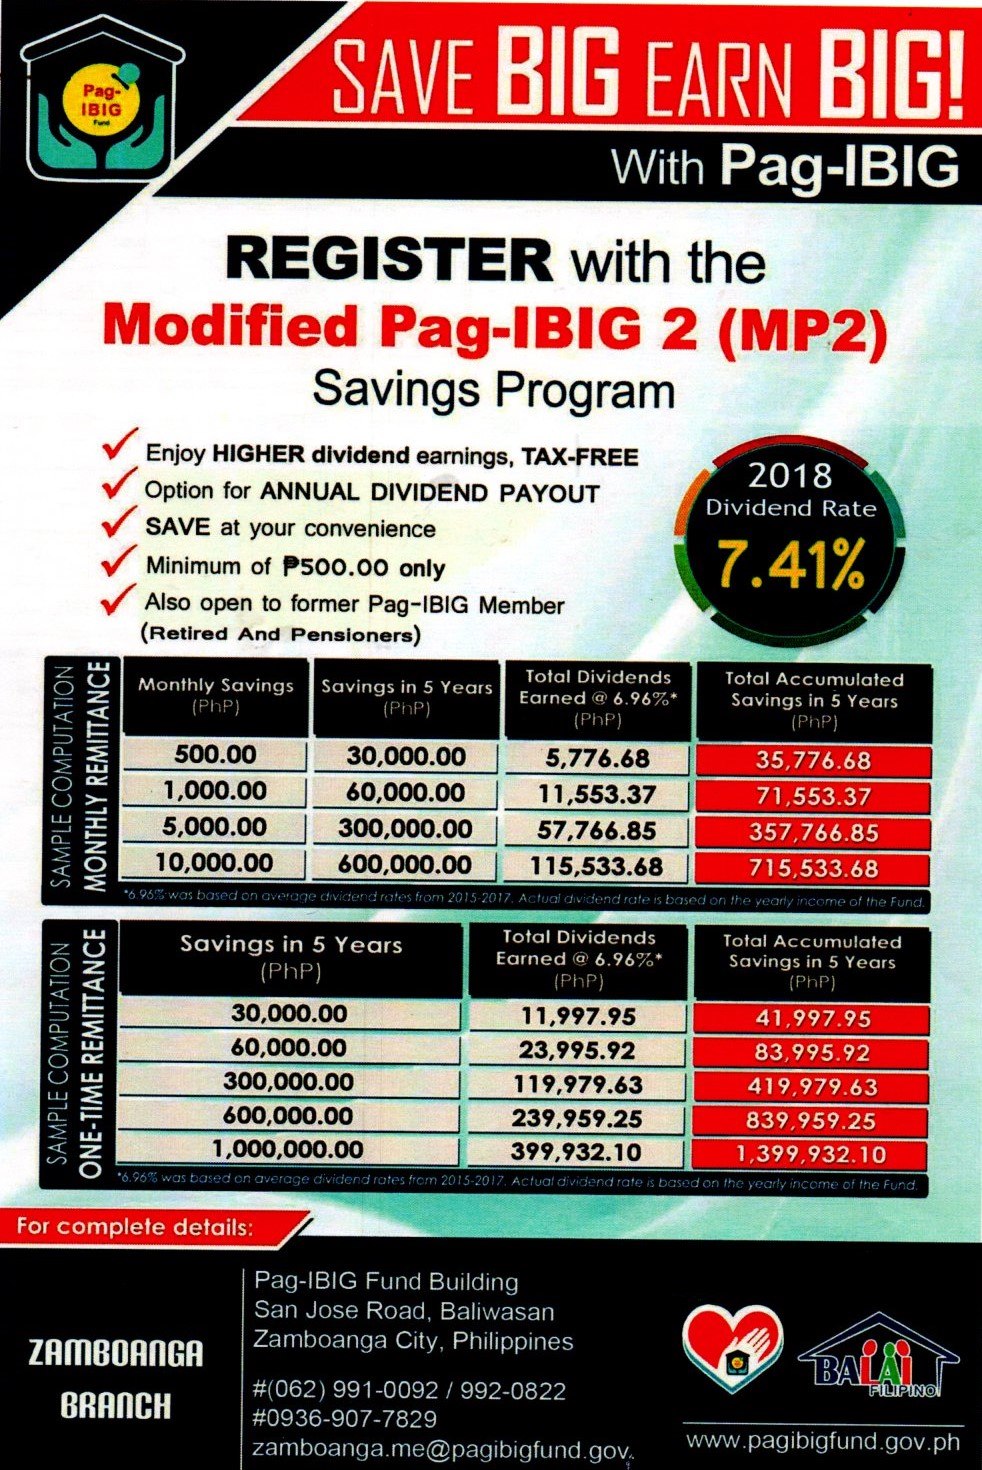 Pag-
IBIG
Fund
SAVE BIG EARN BIG!
With Pag-IBIG
REGISTER with the
Modified Pag-IBIG 2 (MP2)
Savings Program
Enjoy HIGHER dividend earnings, TAX-FREE
Option for ANNUAL DIVIDEND PAYOUT
SAVE at your convenience
Minimum of ₱500.00 only
Also open to former Pag-IBIG Member
(Retired And Pensioners)
2018
Dividend Rate
7.41%
SAMPLE COMPUTATION
MONTHLY REMITTANCE
Monthly Savings (PhP) Savings in 5 Years (PhP) Total Dividends Earned @ 6.96%* (PhP) Total Accumulated Savings in 5 Years (PhP)
500.00 30,000.00 5,776.68 35,776.68
1,000.00 60,000.00 11,553.37 71,553.37
5,000.00 300,000.00 57,766.85 357,766.85
10,000.00 600,000.00 115,533.68 715,533.68
*6.96% was based on average dividend rates from 2015-2017. Actual dividend rate is based on the yearly income of the Fund.
SAMPLE COMPUTATION
ONE-TIME REMITTANCE
Savings in 5 Years (PhP) Total Dividends Earned @ 6.96%* (PhP) Total Accumulated Savings in 5 Years (PhP)
30,000.00 11,997.95 41,997.95
60,000.00 23,995.92 83,995.92
300,000.00 119,979.63 419,979.63
600,000.00 239,959.25 839,959.25
1,000,000.00 399,932.10 1,399,932.10
*6.96% was based on average dividend rates from 2015-2017. Actual dividend rate is based on the yearly income of the Fund.
For complete details:
ZAMBOANGA
BRANCH
Pag-IBIG Fund Building
San Jose Road, Baliwasan
Zamboanga City, Philippines
#(062) 991-0092 / 992-0822
#0936-907-7829
zamboanga.me@pagibigfund.gov.
BALAI
FILIPINO
www.pagibigfund.gov.ph